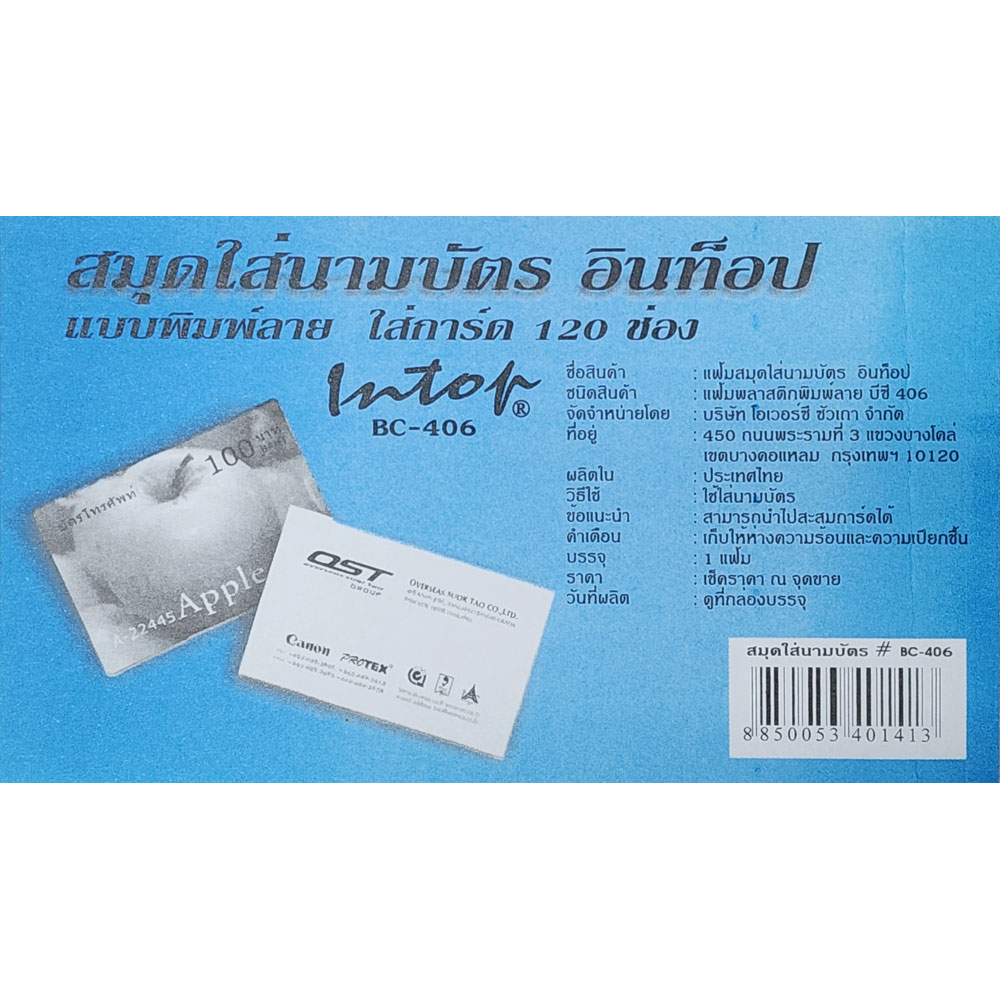 สมุดใส่นามบัตร อินท็อป
แบบพิมพ์ลาย ใส่การ์ด 120 ช่อง
Intop®
BC-406
ชื่อสินค้า : แฟ้มสมุดใส่นามบัตร อินท็อป
ชนิดสินค้า : แฟ้มพลาสติกพิมพ์ลาย บีซี 406
จัดจำหน่ายโดย : บริษัท โอเวอร์ซี ซัวเถา จำกัด
ที่อยู่ : 450 ถนนพระรามที่ 3 แขวงบางโคล่
เขตบางคอแหลม กรุงเทพฯ 10120
ผลิตใน : ประเทศไทย
วิธีใช้ : ใช้ใส่นามบัตร
ข้อแนะนำ : สามารถนำไปสะสมการ์ดได้
คำเตือน : เก็บให้ห่างความร้อนและความเปียกชื้น
บรรจุ : 1 แฟ้ม
ราคา : เช็คราคา ณ จุดขาย
วันที่ผลิต : ดูที่กล่องบรรจุ
100 บาท
บัตรโทรศัพท์
Apple
A-22445
OST
GROUP
Canon PROTEX
สมุดใส่นามบัตร # BC-406
8 850053 401413